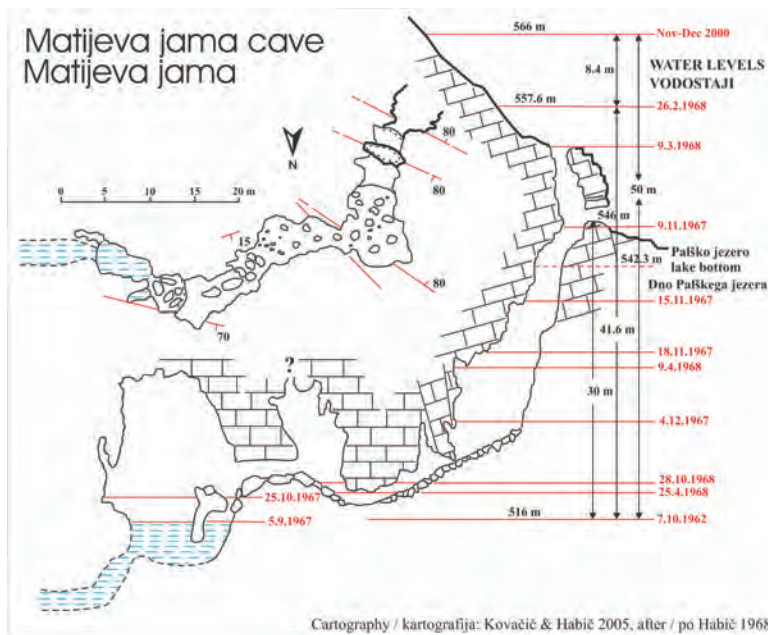 Matijeva jama cave
Matijeva jama
566 m
Nov-Dec 2000
WATER LEVELS
VODOSTAJI
8.4 m
557.6 m
26.2.1968
80
N
9.3.1968
0 5 10 15 20 m
80
50 m
546 m
9.11.1967
15
Palško jezero
lake bottom
542.3 m
Dno Palškega jezera
80
15.11.1967
41.6 m
70
18.11.1967
?
9.4.1968
30 m
4.12.1967
28.10.1968
25.10.1967
25.4.1968
5.9.1967
516 m
7.10.1962
Cartography / kartografija: Kovačič & Habič 2005, after / po Habič 1968